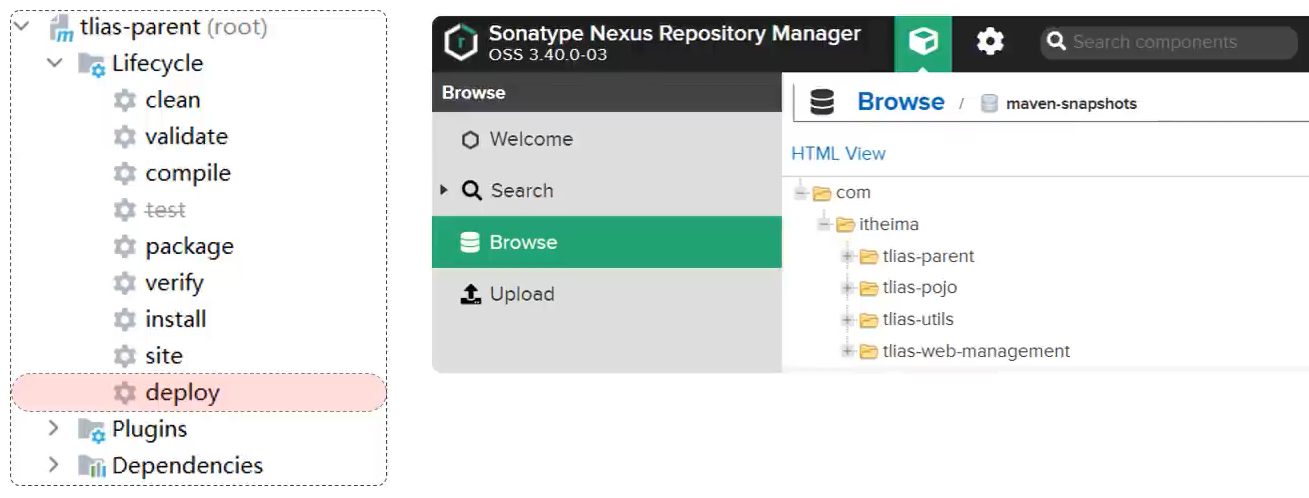 tlias-parent (root)
Lifecycle
clean
validate
compile
test
package
verify
install
site
deploy
Plugins
Dependencies
Sonatype Nexus Repository Manager
OSS 3.40.0-03
Search components
Browse
Welcome
Search
Browse
Upload
Browse / maven-snapshots
HTML View
com
itheima
tlias-parent
tlias-pojo
tlias-utils
tlias-web-management